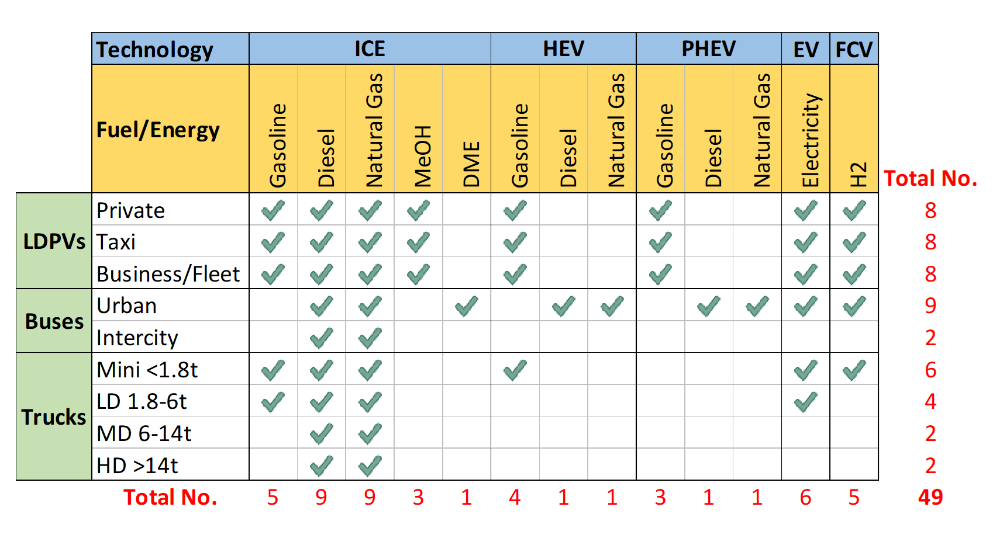 Technology ICE HEV PHEV EV FCV
Fuel/Energy Gasoline Diesel Natural Gas MeOH DME Gasoline Diesel Natural Gas Gasoline Diesel Natural Gas Electricity H2 Total No.
LDPVs
Private 8
Taxi 8
Business/Fleet 8
Buses
Urban 9
Intercity 2
Trucks
Mini <1.8t 6
LD 1.8-6t 4
MD 6-14t 2
HD >14t 2
Total No. 5 9 9 3 1 4 1 1 3 1 1 6 5 49